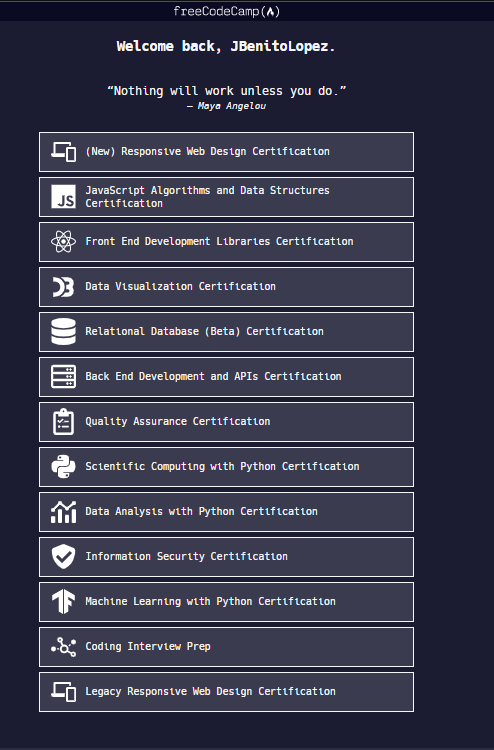 freeCodeCamp(🔥)
Welcome back, JBenitoLopez.
“Nothing will work unless you do.”
— Maya Angelou
(New) Responsive Web Design Certification
JS
JavaScript Algorithms and Data Structures
Certification
Front End Development Libraries Certification
Data Visualization Certification
Relational Database (Beta) Certification
Back End Development and APIs Certification
Quality Assurance Certification
Scientific Computing with Python Certification
Data Analysis with Python Certification
Information Security Certification
Machine Learning with Python Certification
Coding Interview Prep
Legacy Responsive Web Design Certification